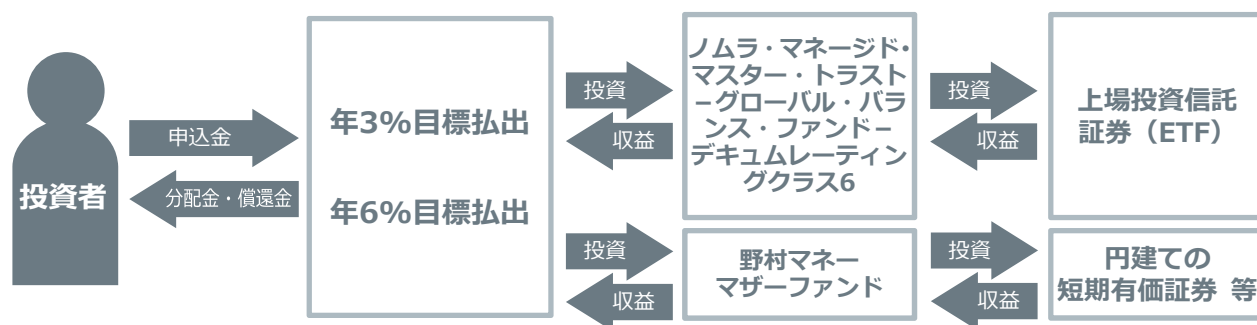 投資者
申込金
分配金・償還金
年3%目標払出
年6%目標払出
投資
収益
ノムラ・マネージド・
マスター・トラスト
－グローバル・バラ
ンス・ファンド－
デキュムレーティン
グクラス6
投資
収益
上場投資信託
証券（ETF）
投資
収益
野村マネー
マザーファンド
投資
収益
円建ての
短期有価証券 等